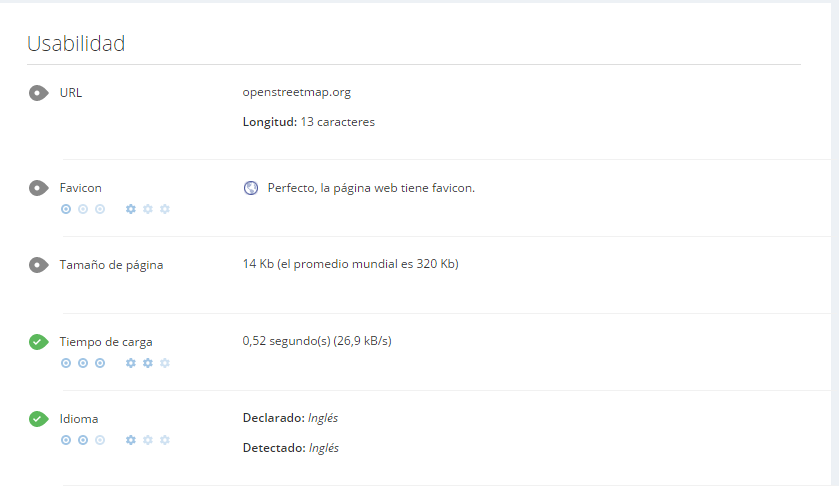 Usabilidad
URL
openstreetmap.org
Longitud: 13 caracteres
Favicon
Perfecto, la página web tiene favicon.
Tamaño de página
14 Kb (el promedio mundial es 320 Kb)
Tiempo de carga
0,52 segundo(s) (26,9 kB/s)
Idioma
Declarado: Inglés
Detectado: Inglés